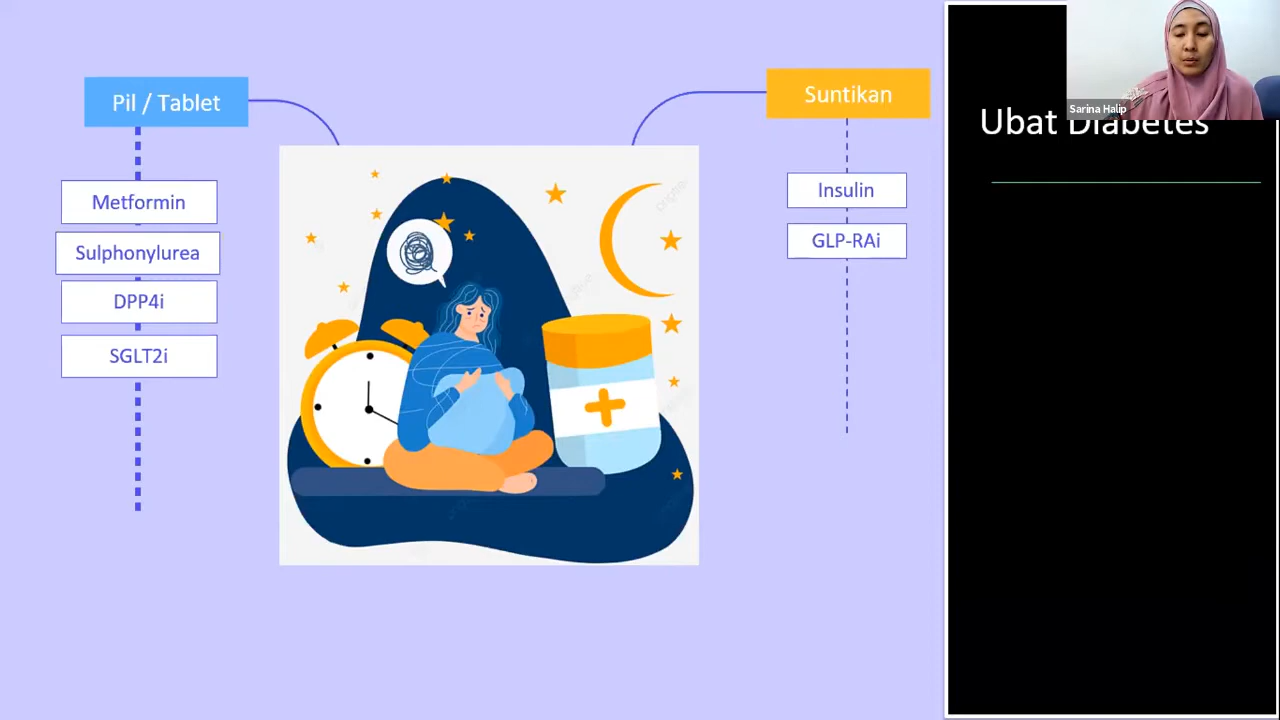 Pil / Tablet
Metformin
Sulphonylurea
DPP4i
SGLT2i
Suntikan
Insulin
GLP-RAi
Sarina Halip
Ubat Diabetes